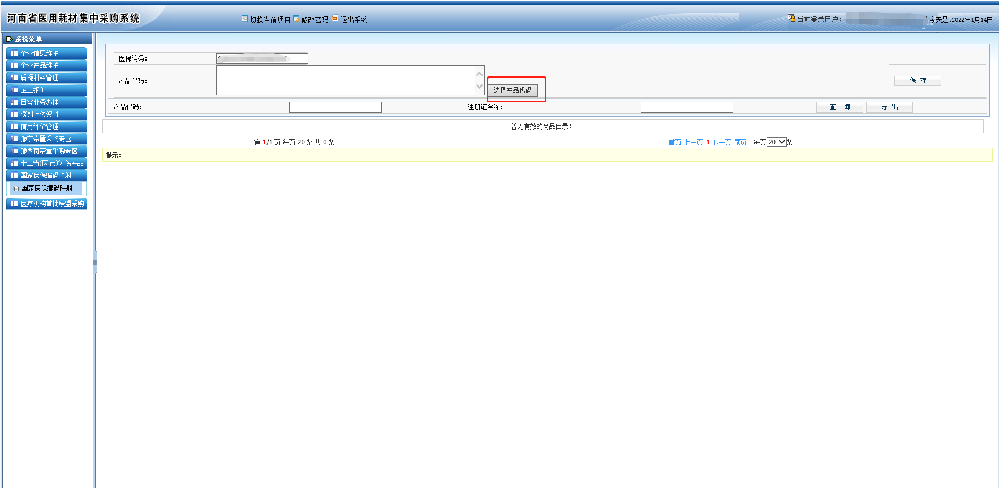 河南省医用耗材集中采购系统
切换当前项目 修改密码 退出系统
当前登录用户： 今天是:2022年1月14日
系统菜单
企业信息维护
企业产品维护
质疑材料管理
企业报价
日常业务办理
谈判上传资料
信用评价管理
豫东带量采购专区
豫西南带量采购专区
十二省(区,市)创伤产品
国家医保编码映射
国家医保编码映射
医疗机构首批联盟采购
医保编码：
产品代码：
选择产品代码
保 存
产品代码： 注册证名称： 查 询 导 出
暂无有效的商品目录！
第 1/1 页 每页 20 条 共 0 条 首页 上一页 1 下一页 尾页 每页 20 条
提示：